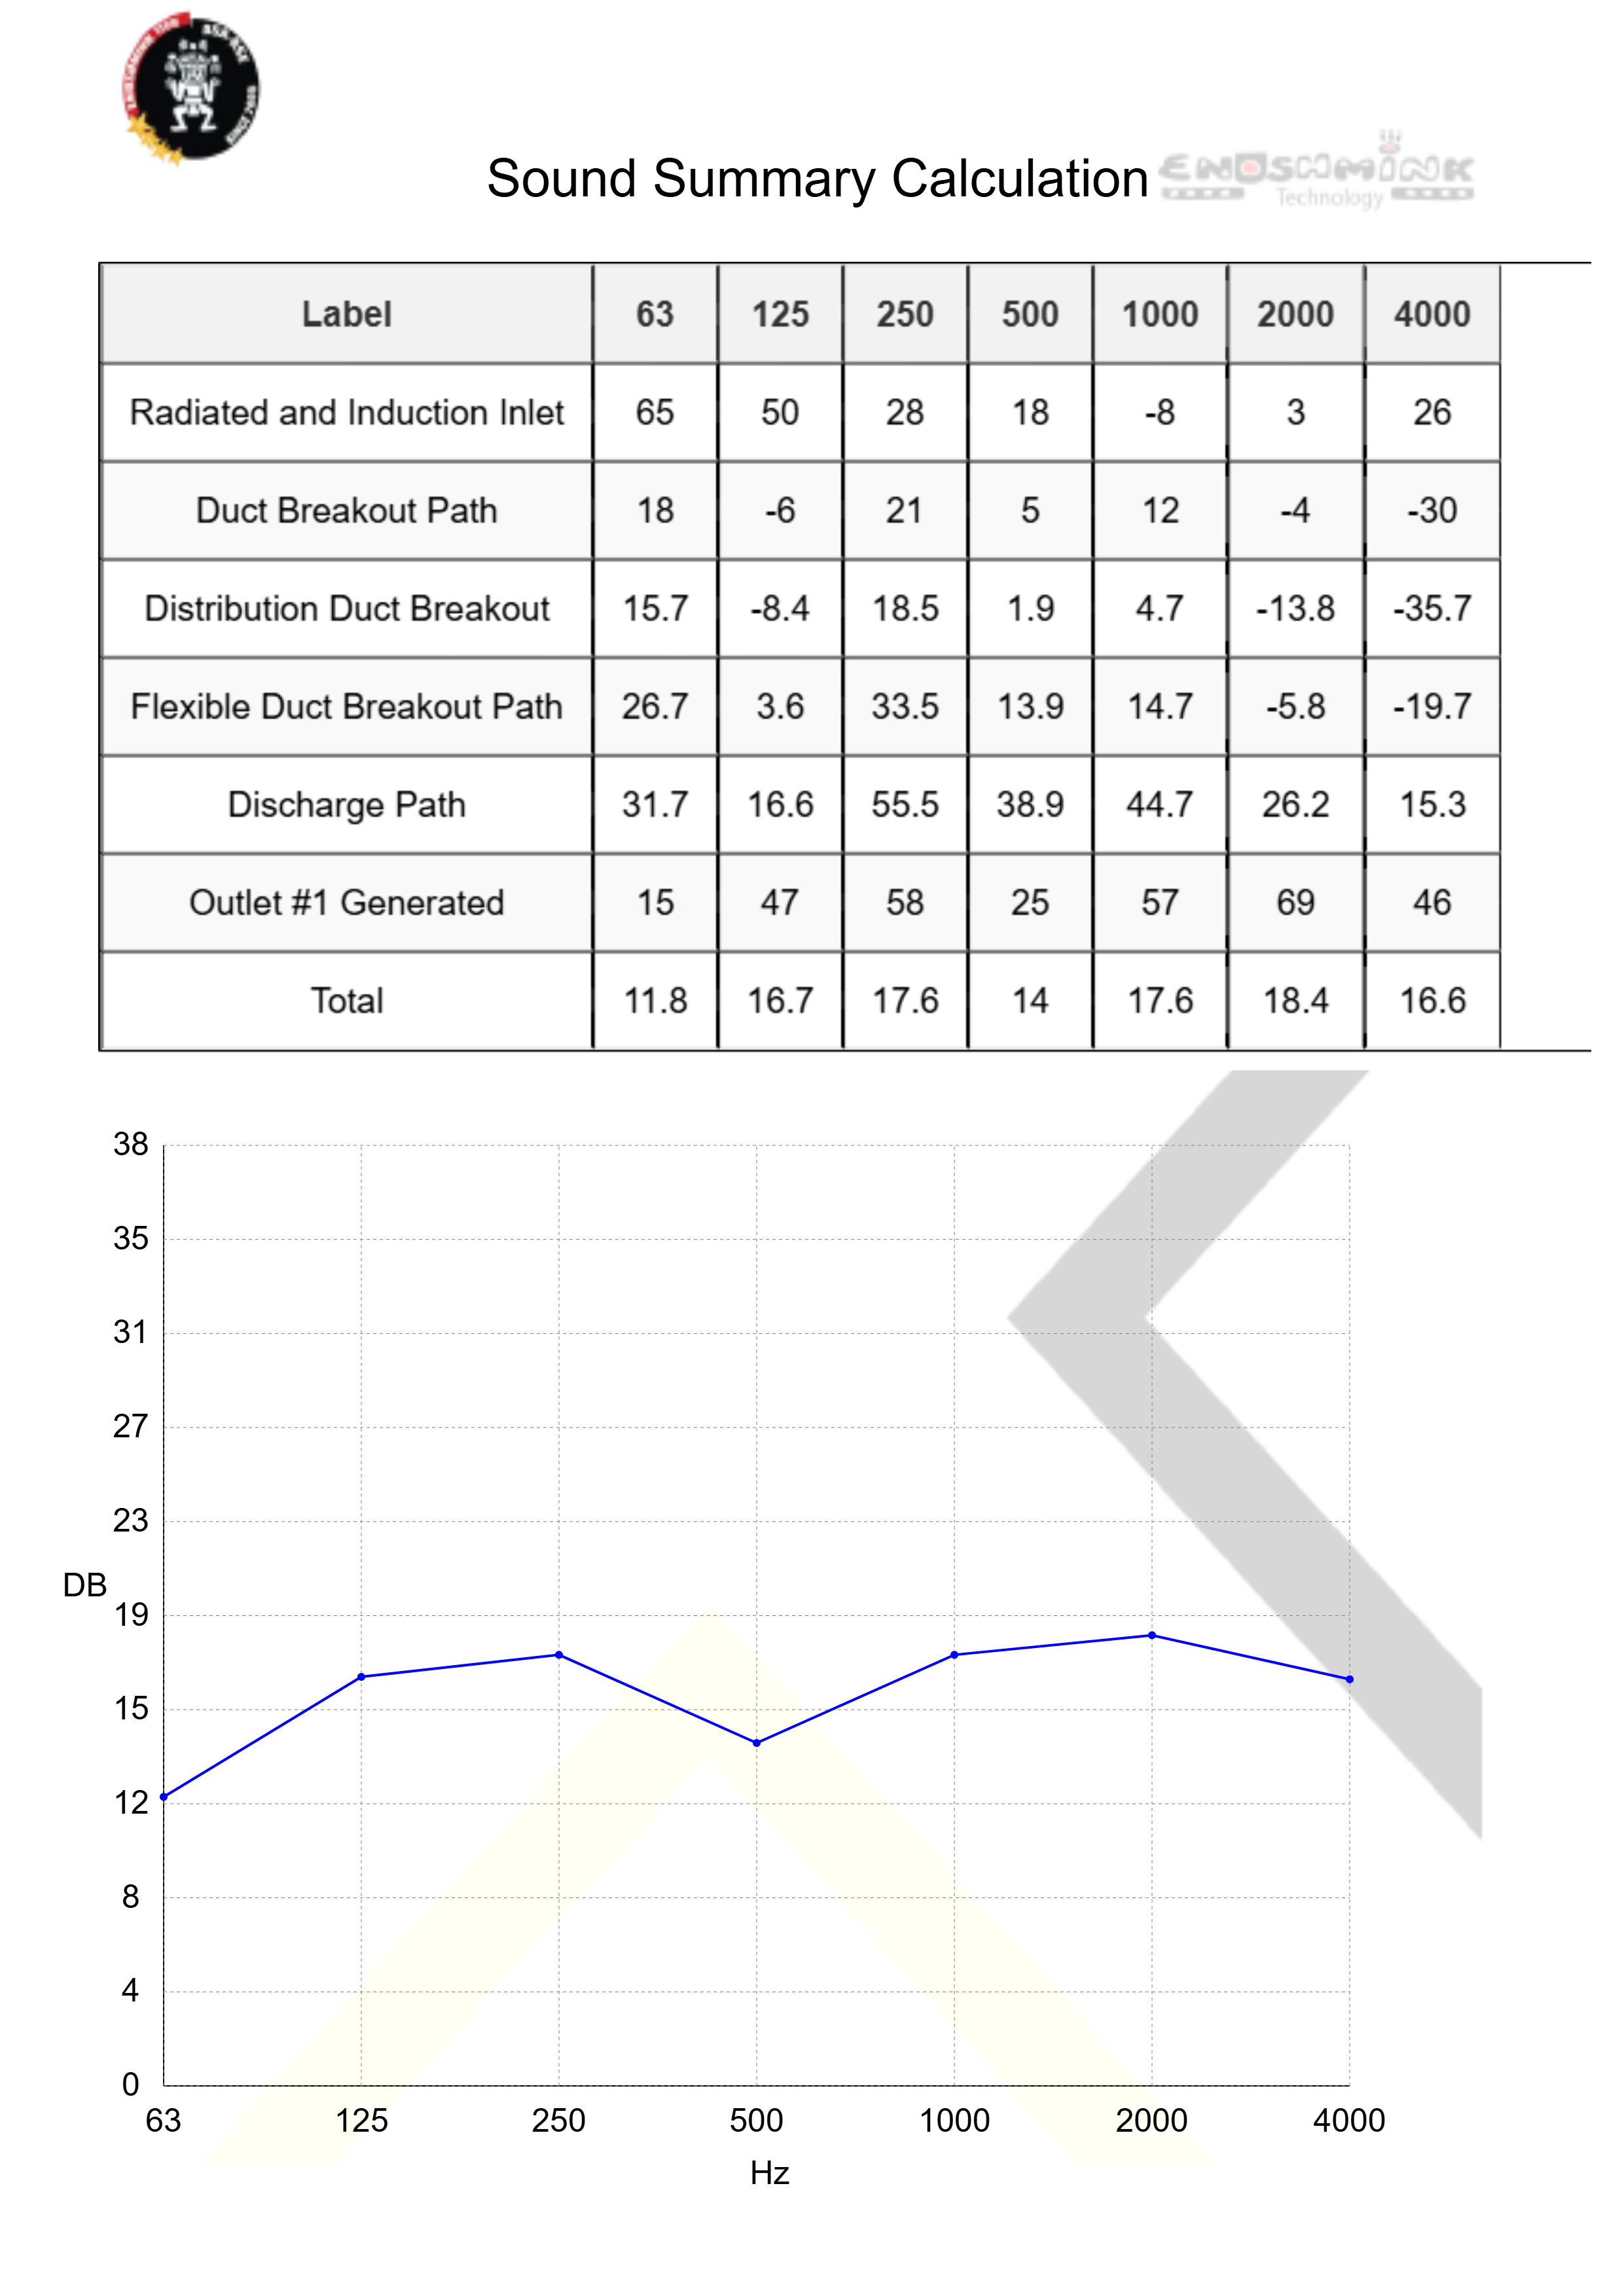 BSK-BSK
SINCE 2009
ENOSHMINK
Technology
Sound Summary Calculation
Label 63 125 250 500 1000 2000 4000
Radiated and Induction Inlet 65 50 28 18 -8 3 26
Duct Breakout Path 18 -6 21 5 12 -4 -30
Distribution Duct Breakout 15.7 -8.4 18.5 1.9 4.7 -13.8 -35.7
Flexible Duct Breakout Path 26.7 3.6 33.5 13.9 14.7 -5.8 -19.7
Discharge Path 31.7 16.6 55.5 38.9 44.7 26.2 15.3
Outlet #1 Generated 15 47 58 25 57 69 46
Total 11.8 16.7 17.6 14 17.6 18.4 16.6
38
35
31
27
23
DB
19
15
12
8
4
0
63 125 250 500 1000 2000 4000
Hz